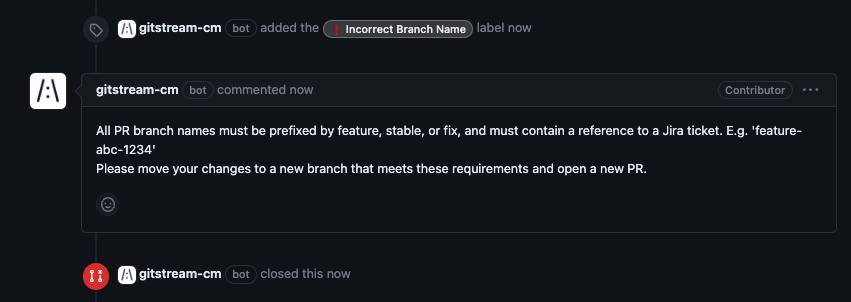 gitstream-cm bot added the ❗ Incorrect Branch Name label now
gitstream-cm bot commented now Contributor ···
All PR branch names must be prefixed by feature, stable, or fix, and must contain a reference to a Jira ticket. E.g. 'feature-
abc-1234'
Please move your changes to a new branch that meets these requirements and open a new PR.
gitstream-cm bot closed this now